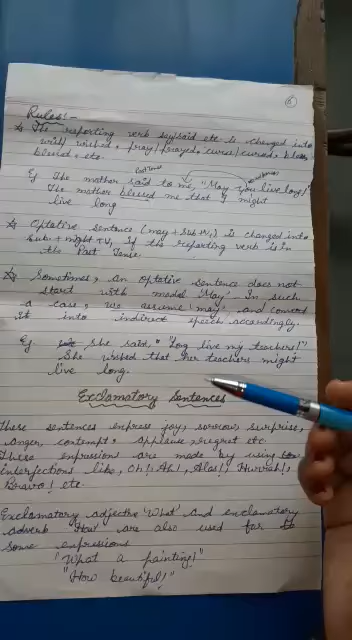 6
Rules:-
☆ The reporting verb say/said etc is changed into
wish/wished, pray/prayed, curse/cursed, bless/
blessed, etc.
Eg The mother said to me, "May you live long!"
The mother blessed me that I might
live long
☆ Optative sentence (may + sub + V1) is changed into
sub + might + V1 if the reporting verb is in
the Past Tense
☆ Sometimes, an optative sentence does not
start with modal 'May'. In such
a case, we assume 'may' and convert
it into indirect speech accordingly.
Eg She said, "Long live my teachers!"
She wished that her teachers might
live long.
Exclamatory Sentences
These sentences express joy, sorrow, surprise,
anger, contempt, applause, regret etc.
These expression are made by using
interjections like, Oh!, Ah!, Alas!, Hurrah!,
Bravo! etc.
Exclamatory adjective 'What' and exclamatory
adverb 'How' are also used for
some expressions
"What a painting!"
"How beautiful!"